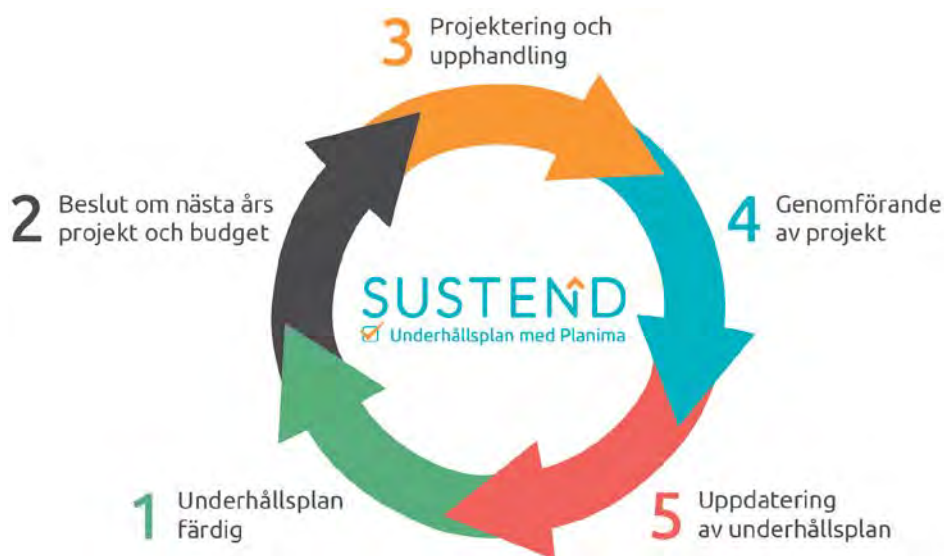 3 Projektering och
upphandling
2 Beslut om nästa års
projekt och budget
4 Genomförande
av projekt
SUSTEND
Underhållsplan med Planima
1 Underhållsplan
färdig
5 Uppdatering
av underhållsplan